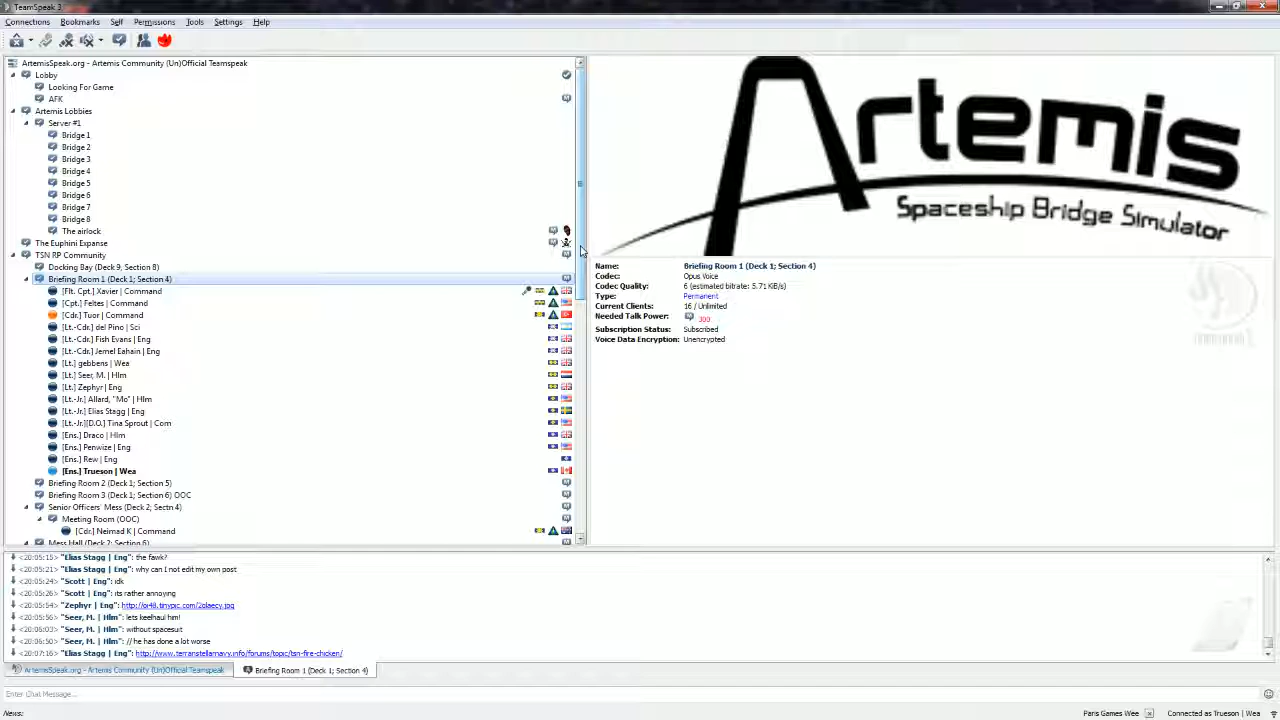 TeamSpeak 3
Connections Bookmarks Self Permissions Tools Settings Help
ArtemisSpeak.org - Artemis Community (Un)Official Teamspeak
Lobby
Looking For Game
AFK
Artemis Lobbies
Server #1
Bridge 1
Bridge 2
Bridge 3
Bridge 4
Bridge 5
Bridge 6
Bridge 7
Bridge 8
The airlock
The Euphini Expanse
TSN RP Community
Docking Bay (Deck 9, Section 8)
Briefing Room 1 (Deck 1; Section 4)
[Flt. Cpt.] Xavier | Command
[Cpt.] Feltes | Command
[Cdr.] Tuor | Command
[Lt.-Cdr.] del Pino | Sci
[Lt.-Cdr.] Fish Evans | Eng
[Lt.-Cdr.] Jemel Eahain | Eng
[Lt.] gebbens | Wea
[Lt.] Seer, M. | Hlm
[Lt.] Zephyr | Eng
[Lt.-Jr.] Allard, "Mo" | Hlm
[Lt.-Jr.] Elias Stagg | Eng
[Lt.-Jr.][D.O.] Tina Sprout | Com
[Ens.] Draco | Hlm
[Ens.] Penwize | Eng
[Ens.] Rew | Eng
[Ens.] Trueson | Wea
Briefing Room 2 (Deck 1; Section 5)
Briefing Room 3 (Deck 1; Section 6) OOC
Senior Officers' Mess (Deck 2; Sectn 4)
Meeting Room (OOC)
[Cdr.] Neimad K | Command
Mess Hall (Deck 2; Section 6)
Artemis
Spaceship Bridge Simulator
Name: Briefing Room 1 (Deck 1; Section 4)
Codec: Opus Voice
Codec Quality: 6 (estimated bitrate: 5.71 KiB/s)
Type: Permanent
Current Clients: 16 / Unlimited
Needed Talk Power: 300
Subscription Status: Subscribed
Voice Data Encryption: Unencrypted
<20:05:15> "Elias Stagg | Eng": the fawk?
<20:05:21> "Elias Stagg | Eng": why can I not edit my own post
<20:05:24> "Scott | Eng": idk
<20:05:26> "Scott | Eng": its rather annoying
<20:05:54> "Zephyr | Eng": http://oi48.tinypic.com/2olaecy.jpg
<20:05:56> "Seer, M. | Hlm": lets keelhaul him!
<20:06:03> "Seer, M. | Hlm": without spacesuit
<20:06:50> "Seer, M. | Hlm": // he has done a lot worse
<20:07:16> "Elias Stagg | Eng": http://www.terranstellarnavy.info/forums/topic/tsn-fire-chicken/
ArtemisSpeak.org - Artemis Community (Un)Official Teamspeak
Briefing Room 1 (Deck 1; Section 4)
Enter Chat Message...
News:
Paris Games Wee
Connected as Trueson | Wea